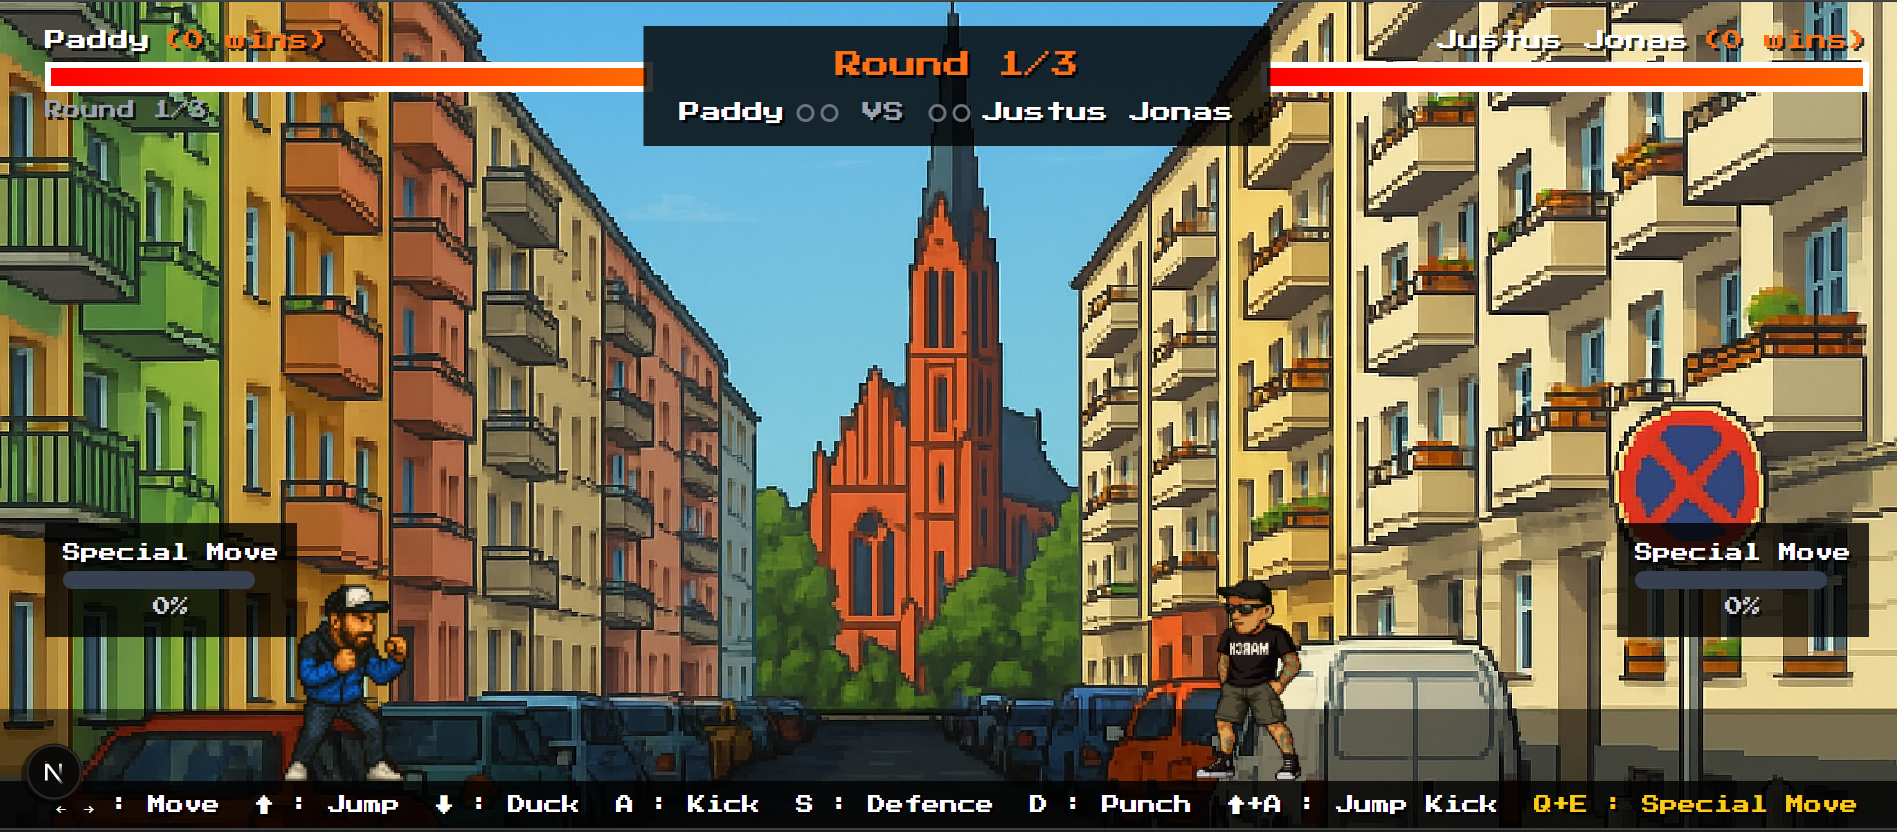 Paddy (0 wins)
Round 1/3
Round 1/3
Paddy ○○ VS ○○ Justus Jonas
Justus Jonas (0 wins)
Special Move
0%
Special Move
0%
MARCH
N
← → : Move ↑ : Jump ↓ : Duck A : Kick S : Defence D : Punch ↑+A : Jump Kick Q+E : Special Move